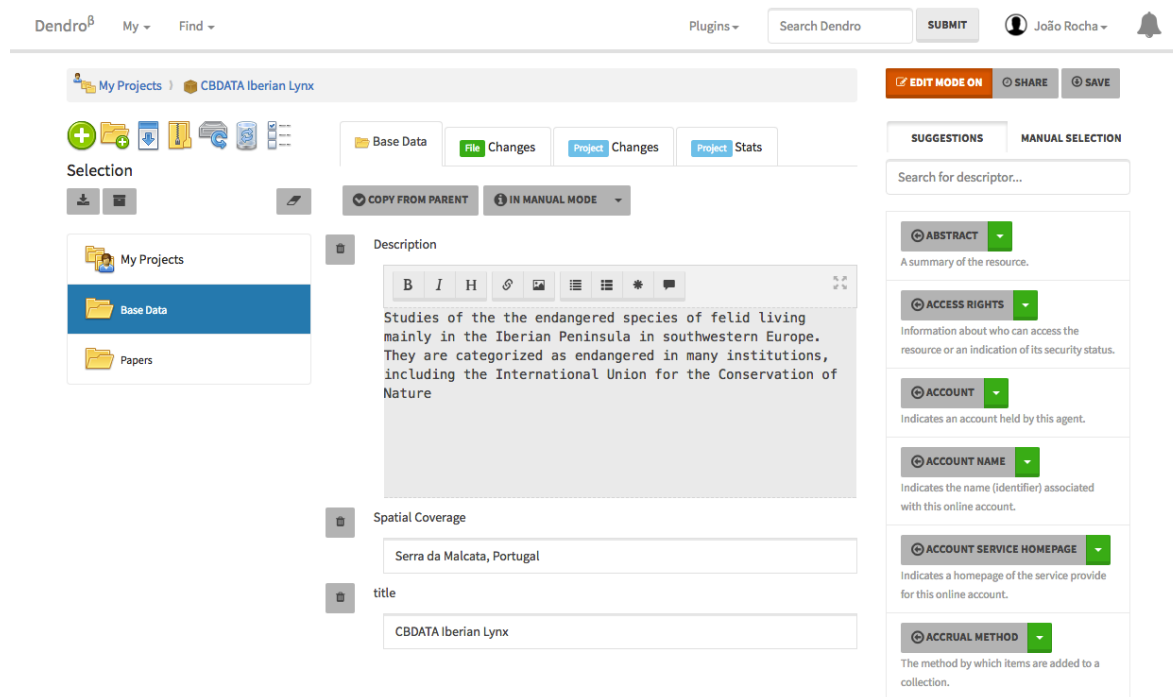 Dendroβ
My
Find
Plugins
Search Dendro
SUBMIT
João Rocha
My Projects
CBDATA Iberian Lynx
EDIT MODE ON
SHARE
SAVE
Selection
My Projects
Base Data
Papers
Base Data
File Changes
Project Changes
Project Stats
COPY FROM PARENT
IN MANUAL MODE
Description
B I H
Studies of the the endangered species of felid living
mainly in the Iberian Peninsula in southwestern Europe.
They are categorized as endangered in many institutions,
including the International Union for the Conservation of
Nature
Spatial Coverage
Serra da Malcata, Portugal
title
CBDATA Iberian Lynx
SUGGESTIONS
MANUAL SELECTION
Search for descriptor...
ABSTRACT
A summary of the resource.
ACCESS RIGHTS
Information about who can access the
resource or an indication of its security status.
ACCOUNT
Indicates an account held by this agent.
ACCOUNT NAME
Indicates the name (identifier) associated
with this online account.
ACCOUNT SERVICE HOMEPAGE
Indicates a homepage of the service provide
for this online account.
ACCRUAL METHOD
The method by which items are added to a
collection.